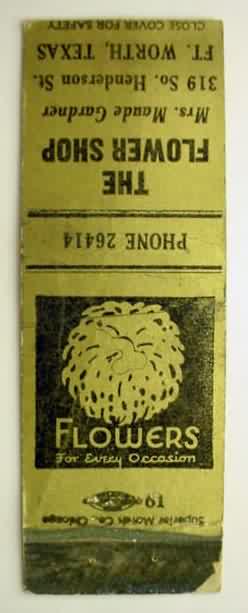 THE
FLOWER SHOP
Mrs. Maude Gardner
319 So. Henderson St.
FT. WORTH, TEXAS
CLOSE COVER FOR SAFETY
PHONE 26414
FLOWERS
For Every Occasion
19
Superior Match Co., Chicago